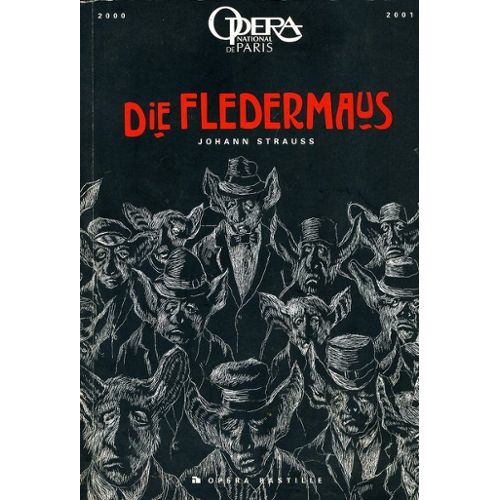 2000
OPERA
NATIONAL
DE PARIS
2001
DiE FLEDERMAUS
JOHANN STRAUSS
OPÉRA BASTILLE